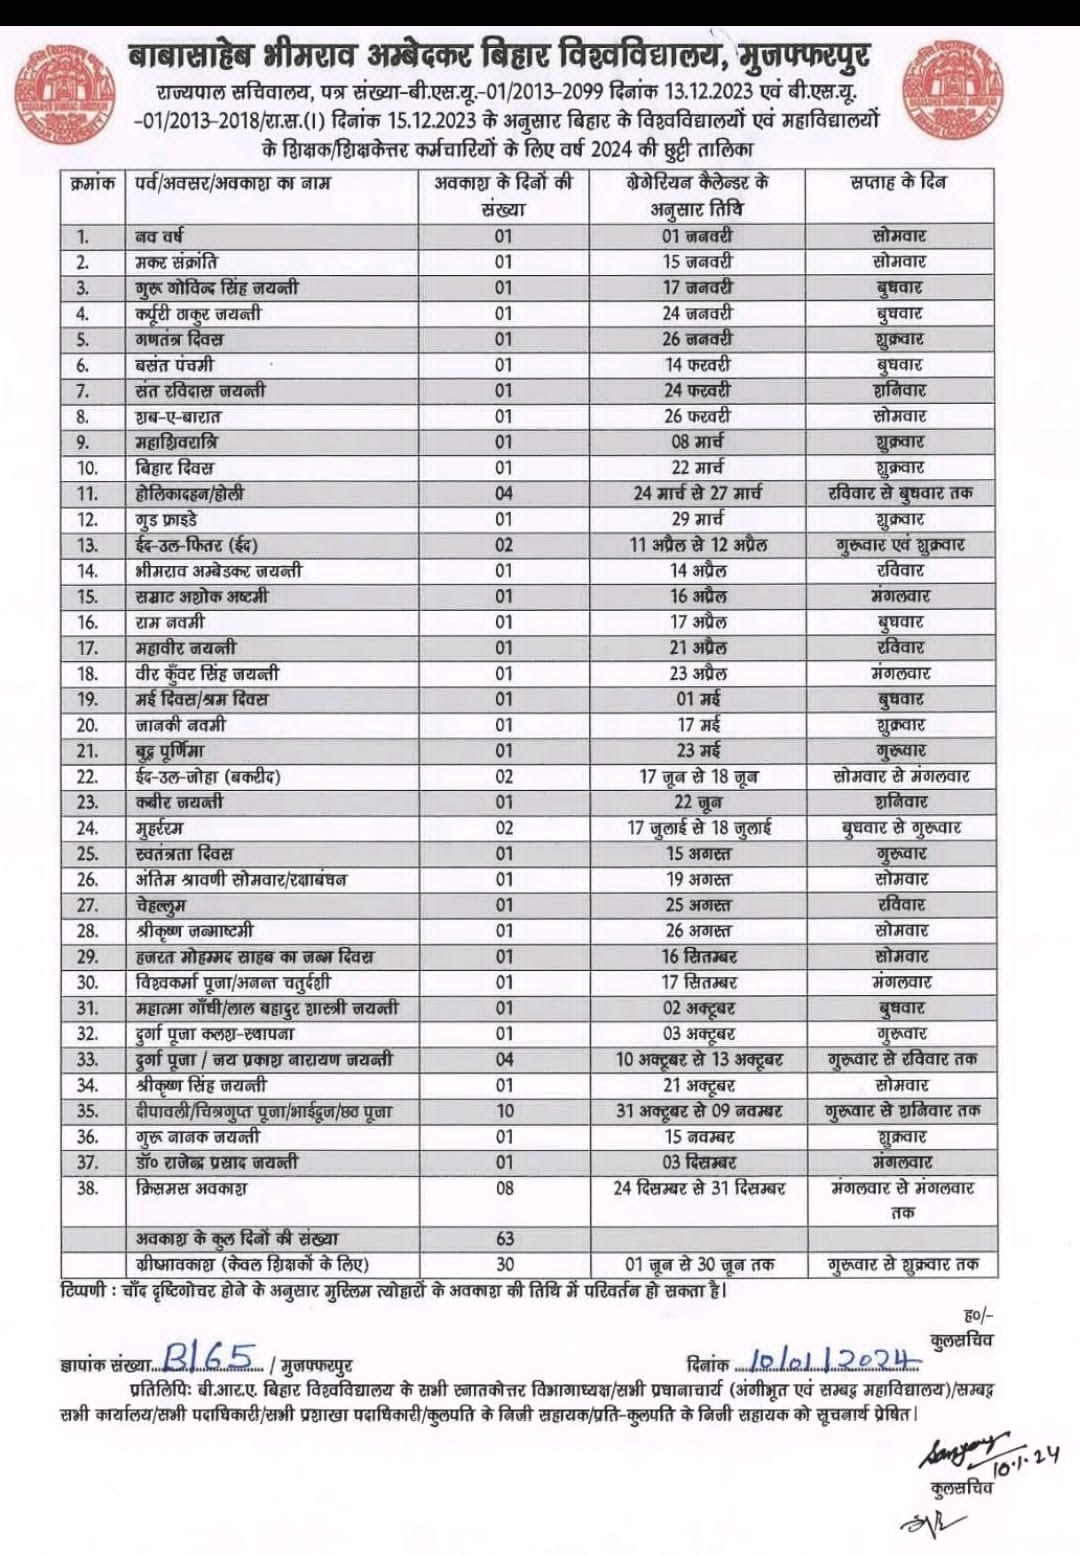 बाबासाहेब भीमराव अम्बेदकर बिहार विश्वविद्यालय, मुजफ्फरपुर
राज्यपाल सचिवालय, पत्र संख्या-बी.एस.यू.-01/2013-2099 दिनांक 13.12.2023 एवं बी.एस.यू.
-01/2013-2018/रा.स.(I) दिनांक 15.12.2023 के अनुसार बिहार के विश्वविद्यालयों एवं महाविद्यालयों
के शिक्षक/शिक्षकेत्तर कर्मचारियों के लिए वर्ष 2024 की छुट्टी तालिका
क्रमांक पर्व/अवसर/अवकाश का नाम अवकाश के दिनों की ग्रेगेरियन कैलेन्डर के सप्ताह के दिन
संख्या अनुसार तिथि
1. नव वर्ष 01 01 जनवरी सोमवार
2. मकर संक्रांति 01 15 जनवरी सोमवार
3. गुरू गोविन्द सिंह जयन्ती 01 17 जनवरी बुधवार
4. कर्पूरी ठाकुर जयन्ती 01 24 जनवरी बुधवार
5. गणतंत्र दिवस 01 26 जनवरी शुक्रवार
6. बसंत पंचमी 01 14 फरवरी बुधवार
7. संत रविदास जयन्ती 01 24 फरवरी शनिवार
8. शब-ए-बारात 01 26 फरवरी सोमवार
9. महाशिवरात्रि 01 08 मार्च शुक्रवार
10. बिहार दिवस 01 22 मार्च शुक्रवार
11. होलिकादहन/होली 04 24 मार्च से 27 मार्च रविवार से बुधवार तक
12. गुड फ्राइडे 01 29 मार्च शुक्रवार
13. ईद-उल-फितर (ईद) 02 11 अप्रैल से 12 अप्रैल गुरूवार एवं शुक्रवार
14. भीमराव अम्बेडकर जयन्ती 01 14 अप्रैल रविवार
15. सम्राट अशोक अष्टमी 01 16 अप्रैल मंगलवार
16. राम नवमी 01 17 अप्रैल बुधवार
17. महावीर जयन्ती 01 21 अप्रैल रविवार
18. वीर कुँवर सिंह जयन्ती 01 23 अप्रैल मंगलवार
19. मई दिवस/श्रम दिवस 01 01 मई बुधवार
20. जानकी नवमी 01 17 मई शुक्रवार
21. बुद्ध पूर्णिमा 01 23 मई गुरूवार
22. ईद-उल-जोहा (बकरीद) 02 17 जून से 18 जून सोमवार से मंगलवार
23. कबीर जयन्ती 01 22 जून शनिवार
24. मुहर्ररम 02 17 जुलाई से 18 जुलाई बुधवार से गुरूवार
25. स्वतंत्रता दिवस 01 15 अगस्त गुरूवार
26. अंतिम श्रावणी सोमवार/रक्षाबंधन 01 19 अगस्त सोमवार
27. चेहल्लुम 01 25 अगस्त रविवार
28. श्रीकृष्ण जन्माष्टमी 01 26 अगस्त सोमवार
29. हजरत मोहम्मद साहब का जन्म दिवस 01 16 सितम्बर सोमवार
30. विश्वकर्मा पूजा/अनन्त चतुर्दशी 01 17 सितम्बर मंगलवार
31. महात्मा गाँधी/लाल बहादुर शास्त्री जयन्ती 01 02 अक्टूबर बुधवार
32. दुर्गा पूजा कलश-स्थापना 01 03 अक्टूबर गुरूवार
33. दुर्गा पूजा / जय प्रकाश नारायण जयन्ती 04 10 अक्टूबर से 13 अक्टूबर गुरूवार से रविवार तक
34. श्रीकृष्ण सिंह जयन्ती 01 21 अक्टूबर सोमवार
35. दीपावली/चित्रगुप्त पूजा/भाईदूज/छठ पूजा 10 31 अक्टूबर से 09 नवम्बर गुरूवार से शनिवार तक
36. गुरू नानक जयन्ती 01 15 नवम्बर शुक्रवार
37. डॉ० राजेन्द्र प्रसाद जयन्ती 01 03 दिसम्बर मंगलवार
38. क्रिसमस अवकाश 08 24 दिसम्बर से 31 दिसम्बर मंगलवार से मंगलवार
तक
अवकाश के कुल दिनों की संख्या 63
ग्रीष्मावकाश (केवल शिक्षकों के लिए) 30 01 जून से 30 जून तक गुरूवार से शुक्रवार तक
टिप्पणी : चाँद दृष्टिगोचर होने के अनुसार मुस्लिम त्योहारों के अवकाश की तिथि में परिवर्तन हो सकता है।
ह०/-
कुलसचिव
ज्ञापांक संख्या...B/65... / मुजफ्फरपुर दिनांक ...10/01/2024
प्रतिलिपिः बी.आर.ए. बिहार विश्वविद्यालय के सभी स्नातकोत्तर विभागाध्यक्ष/सभी प्रधानाचार्य (अंगीभूत एवं सम्बद्ध महाविद्यालय)/सम्बद्ध
सभी कार्यालय/सभी पदाधिकारी/सभी प्रशाखा पदाधिकारी/कुलपति के निजी सहायक/प्रति-कुलपति के निजी सहायक को सूचनार्थ प्रेषित।
10.1.24
कुलसचिव